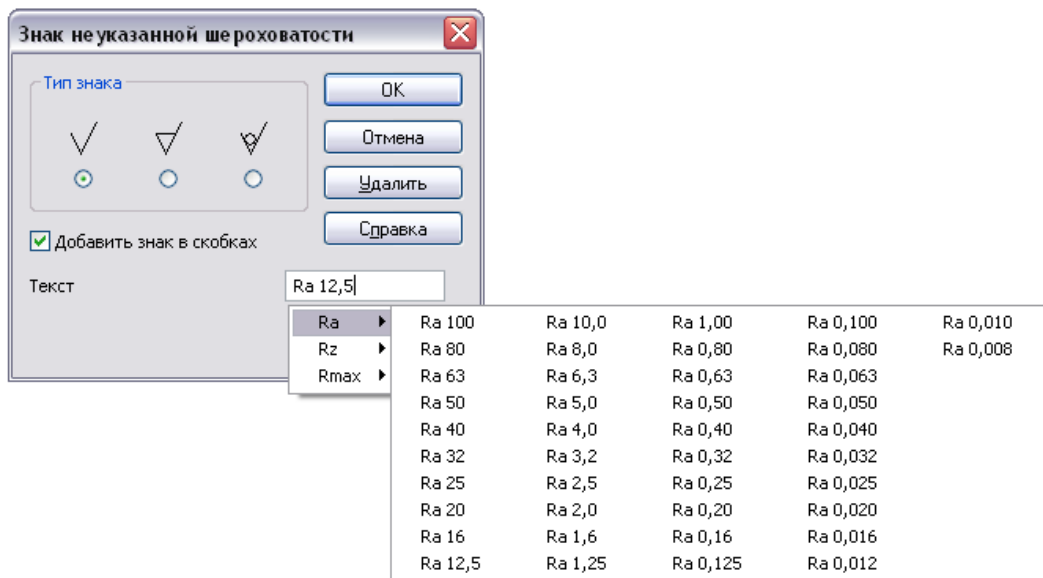 Знак неуказанной шероховатости
Тип знака
OK
Отмена
Удалить
Справка
Добавить знак в скобках
Текст
Ra 12,5
Ra
Rz
Rmax
Ra 100 Ra 10,0 Ra 1,00 Ra 0,100 Ra 0,010
Ra 80 Ra 8,0 Ra 0,80 Ra 0,080 Ra 0,008
Ra 63 Ra 6,3 Ra 0,63 Ra 0,063
Ra 50 Ra 5,0 Ra 0,50 Ra 0,050
Ra 40 Ra 4,0 Ra 0,40 Ra 0,040
Ra 32 Ra 3,2 Ra 0,32 Ra 0,032
Ra 25 Ra 2,5 Ra 0,25 Ra 0,025
Ra 20 Ra 2,0 Ra 0,20 Ra 0,020
Ra 16 Ra 1,6 Ra 0,16 Ra 0,016
Ra 12,5 Ra 1,25 Ra 0,125 Ra 0,012